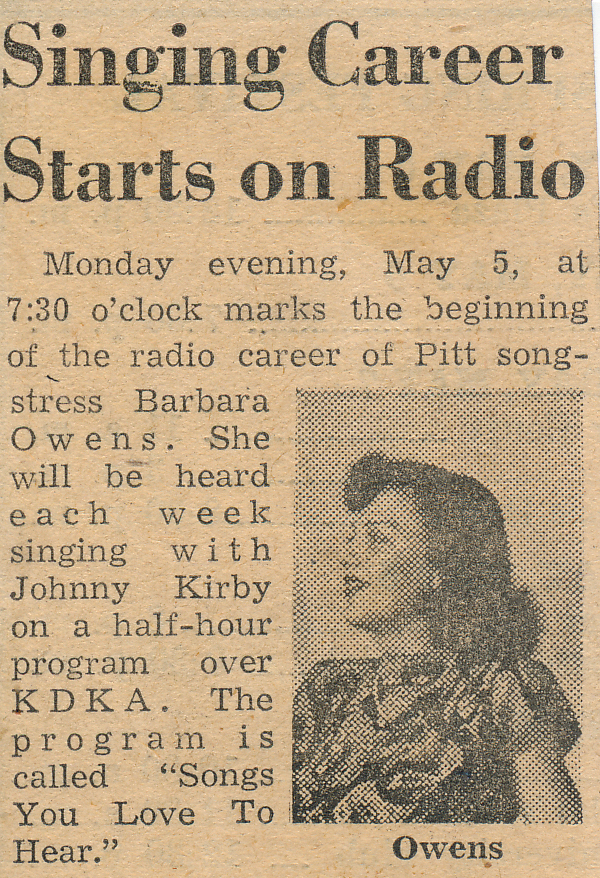 Singing Career
Starts on Radio
Monday evening, May 5, at
7:30 o'clock marks the beginning
of the radio career of Pitt song-
stress Barbara
Owens. She
will be heard
each week
singing with
Johnny Kirby
on a half-hour
program over
KDKA. The
program is
called “Songs
You Love To
Hear.”
Owens